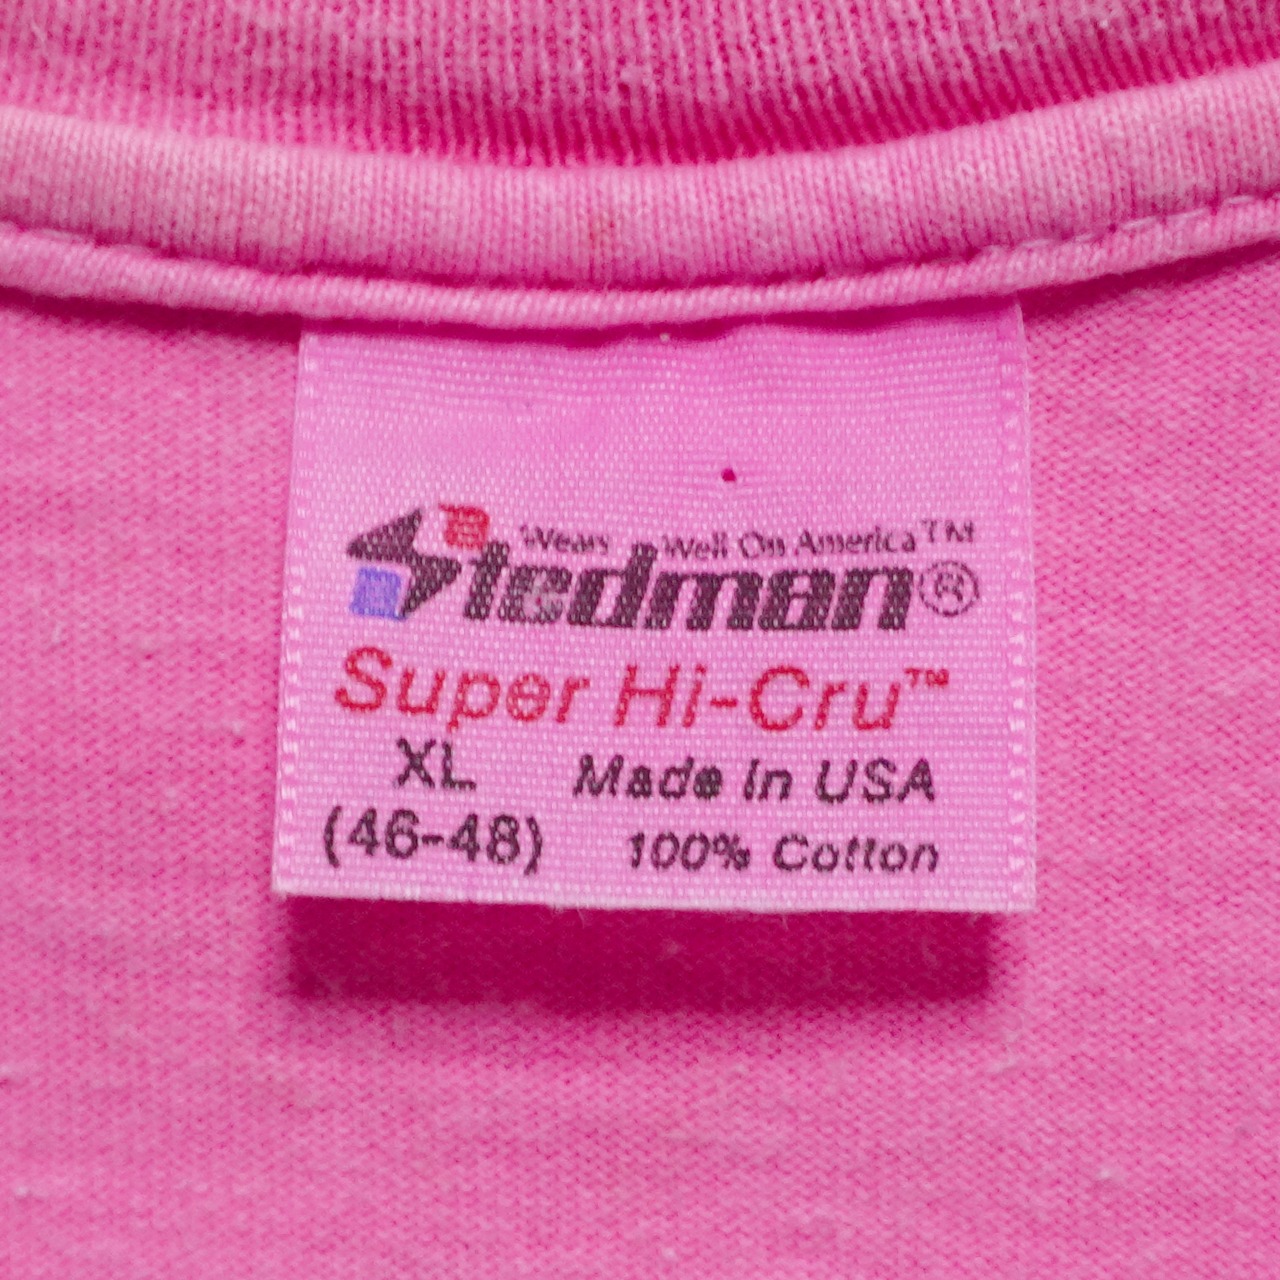 Wears Well On America™
Stedman®
Super Hi-Cru™
XL Made In USA
(46-48) 100% Cotton